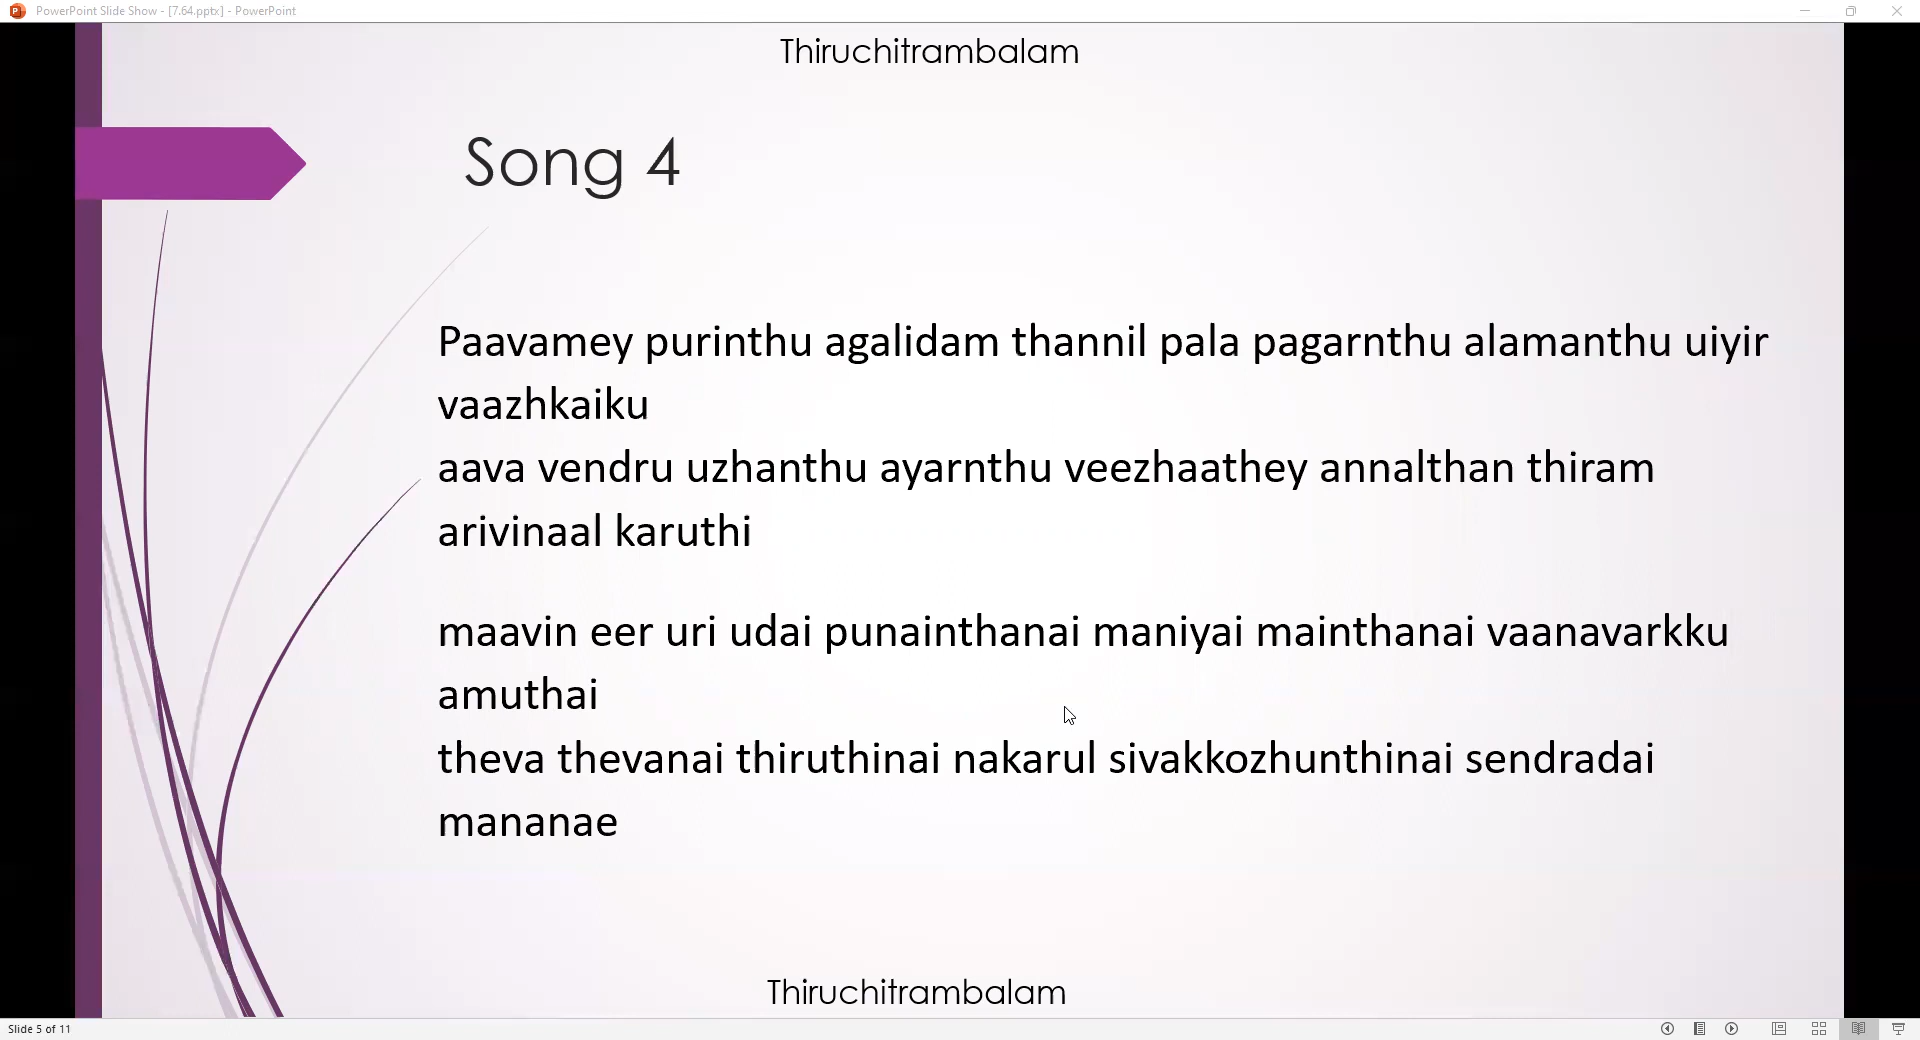 PowerPoint Slide Show - [7.64.pptx] - PowerPoint
Thiruchitrambalam
Song 4
Paavamey purinthu agalidam thannil pala pagarnthu alamanthu uiyir
vaazhkaiku
aava vendru uzhanthu ayarnthu veezhaathey annalthan thiram
arivinaal karuthi
maavin eer uri udai punainthanai maniyai mainthanai vaanavarkku
amuthai
theva thevanai thiruthinai nakarul sivakkozhunthinai sendradai
mananae
Thiruchitrambalam
Slide 5 of 11